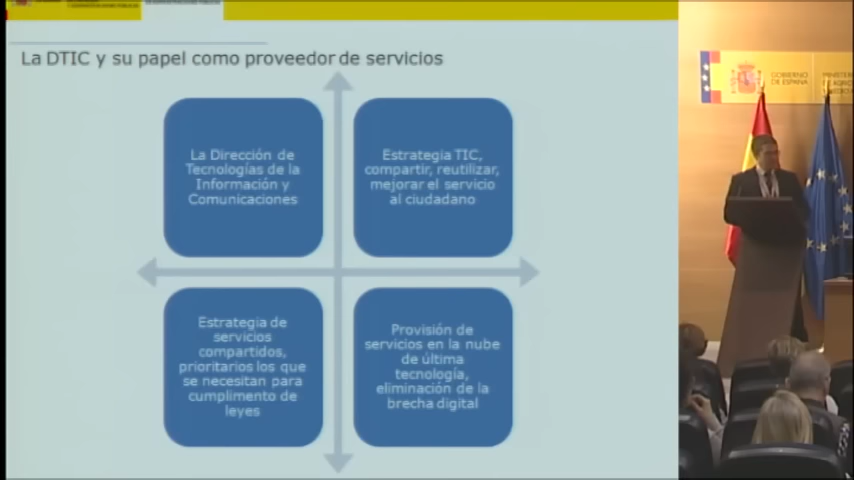 La DTIC y su papel como proveedor de servicios
La Dirección de
Tecnologías de la
Información y
Comunicaciones
Estrategia TIC,
compartir, reutilizar,
mejorar el servicio
al ciudadano
Estrategia de
servicios
compartidos,
prioritarios los que
se necesitan para
cumplimento de
leyes
Provisión de
servicios en la nube
de última
tecnología,
eliminación de la
brecha digital
GOBIERNO
DE ESPAÑA